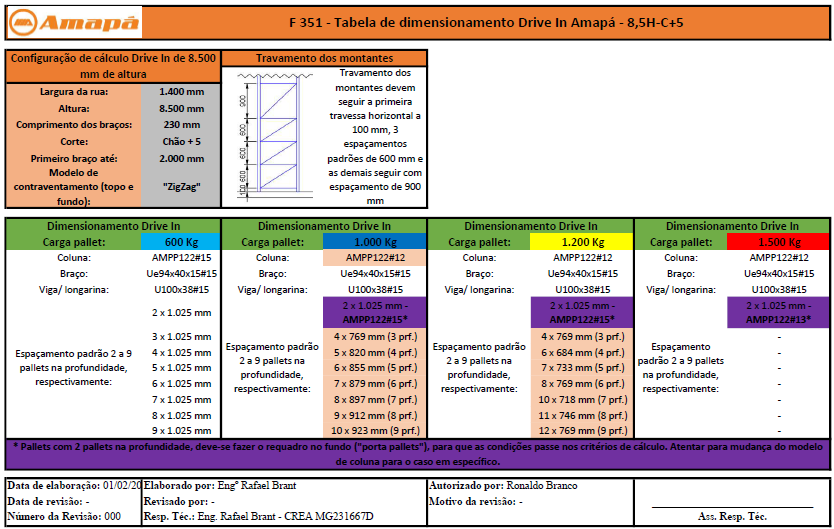 Amapá
F 351 - Tabela de dimensionamento Drive In Amapá - 8,5H-C+5
Configuração de cálculo Drive In de 8.500
mm de altura
Largura da rua: 1.400 mm
Altura: 8.500 mm
Comprimento dos braços: 230 mm
Corte: Chão + 5
Primeiro braço até: 2.000 mm
Modelo de
contraventamento (topo e
fundo): "ZigZag"
Travamento dos montantes
900
600
600
600
100
Travamento dos
montantes devem
seguir a primeira
travessa horizontal a
100 mm, 3
espaçamentos
padrões de 600 mm e
as demais seguir com
espaçamento de 900
mm
Dimensionamento Drive In
Carga pallet: 600 Kg
Coluna: AMPP122#15
Braço: Ue94x40x15#15
Viga/ longarina: U100x38#15
Espaçamento padrão 2 a 9
pallets na profundidade,
respectivamente:
2 x 1.025 mm
3 x 1.025 mm
4 x 1.025 mm
5 x 1.025 mm
6 x 1.025 mm
7 x 1.025 mm
8 x 1.025 mm
9 x 1.025 mm
Dimensionamento Drive In
Carga pallet: 1.000 Kg
Coluna: AMPP122#12
Braço: Ue94x40x15#15
Viga/ longarina: U100x38#15
Espaçamento padrão
2 a 9 pallets na
profundidade,
respectivamente:
2 x 1.025 mm -
AMPP122#15*
4 x 769 mm (3 prf.)
5 x 820 mm (4 prf.)
6 x 855 mm (5 prf.)
7 x 879 mm (6 prf.)
8 x 897 mm (7 prf.)
9 x 912 mm (8 prf.)
10 x 923 mm (9 prf.)
Dimensionamento Drive In
Carga pallet: 1.200 Kg
Coluna: AMPP122#12
Braço: Ue94x40x15#15
Viga/ longarina: U100x38#15
Espaçamento padrão
2 a 9 pallets na
profundidade,
respectivamente:
2 x 1.025 mm -
AMPP122#15*
4 x 769 mm (3 prf.)
6 x 684 mm (4 prf.)
7 x 733 mm (5 prf.)
8 x 769 mm (6 prf.)
10 x 718 mm (7 prf.)
11 x 746 mm (8 prf.)
12 x 769 mm (9 prf.)
Dimensionamento Drive In
Carga pallet: 1.500 Kg
Coluna: AMPP122#12
Braço: Ue94x40x15#15
Viga/ longarina: U100x38#15
Espaçamento
padrão 2 a 9 pallets
na profundidade,
respectivamente:
2 x 1.025 mm -
AMPP122#13*
-
-
-
-
-
-
-
* Pallets com 2 pallets na profundidade, deve-se fazer o requadro no fundo ("porta pallets"), para que as condições passe nos critérios de cálculo. Atentar para mudança do modelo
de coluna para o caso em específico.
Data de elaboração: 01/02/20 Elaborado por: Engº Rafael Brant Autorizado por: Ronaldo Branco
Data de revisão: - Revisado por: - Motivo da revisão: -
Número da Revisão: 000 Resp. Téc.: Eng. Rafael Brant - CREA MG231667D
Ass. Resp. Téc.